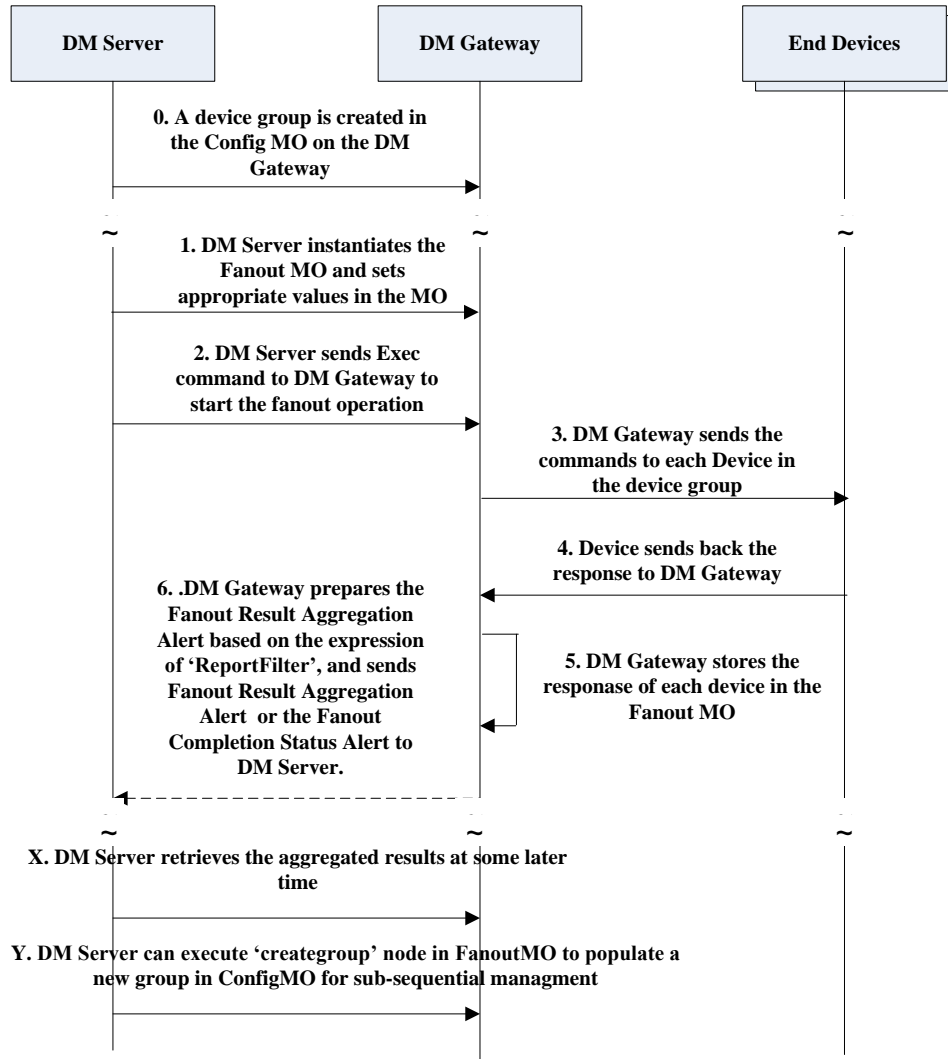 DM Server
DM Gateway
End Devices
0. A device group is created in
the Config MO on the DM
Gateway
~
~
~
1. DM Server instantiates the
Fanout MO and sets
appropriate values in the MO
2. DM Server sends Exec
command to DM Gateway to
start the fanout operation
3. DM Gateway sends the
commands to each Device in
the device group
4. Device sends back the
response to DM Gateway
6. .DM Gateway prepares the
Fanout Result Aggregation
Alert based on the expression
of ‘ReportFilter’, and sends
Fanout Result Aggregation
Alert or the Fanout
Completion Status Alert to
DM Server.
5. DM Gateway stores the
responase of each device in the
Fanout MO
~
~
~
X. DM Server retrieves the aggregated results at some later
time
Y. DM Server can execute ‘creategroup’ node in FanoutMO to populate a
new group in ConfigMO for sub-sequential managment